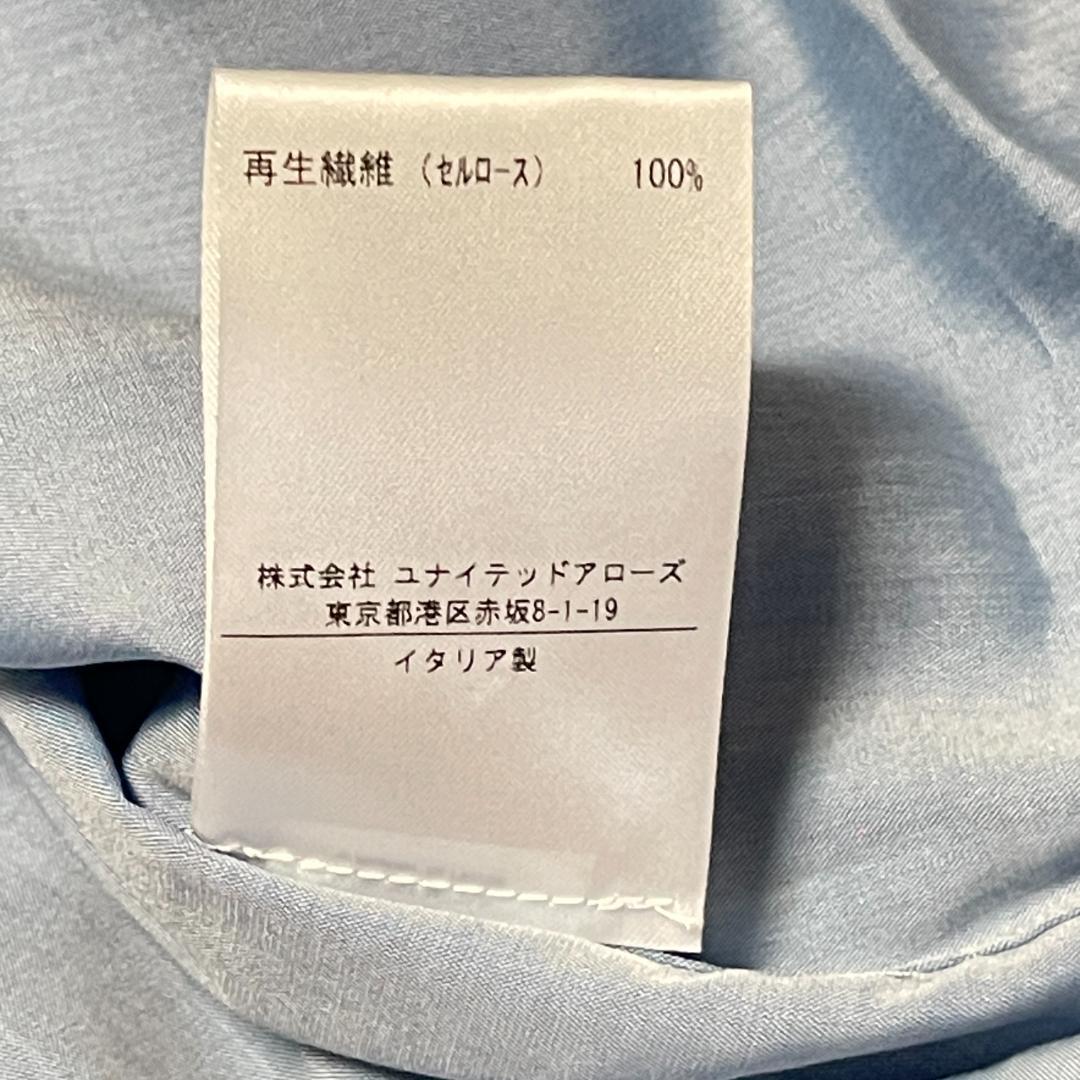 再生繊維 (セルロース) 100%
株式会社 ユナイテッドアローズ
東京都港区赤坂8-1-19
イタリア製